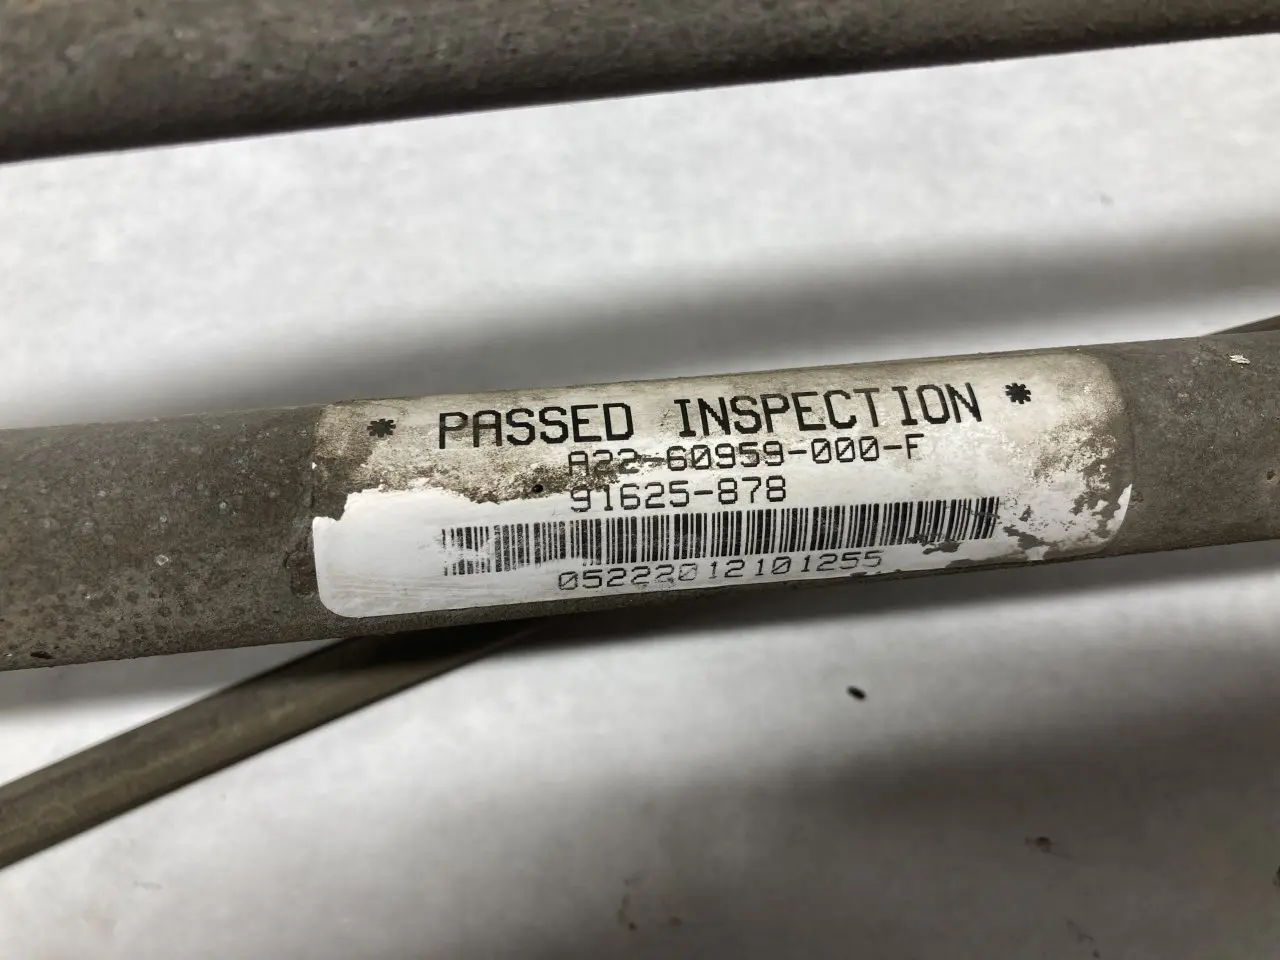 * PASSED INSPECTION *
A22-60959-000-F
91625-878
05222012101255